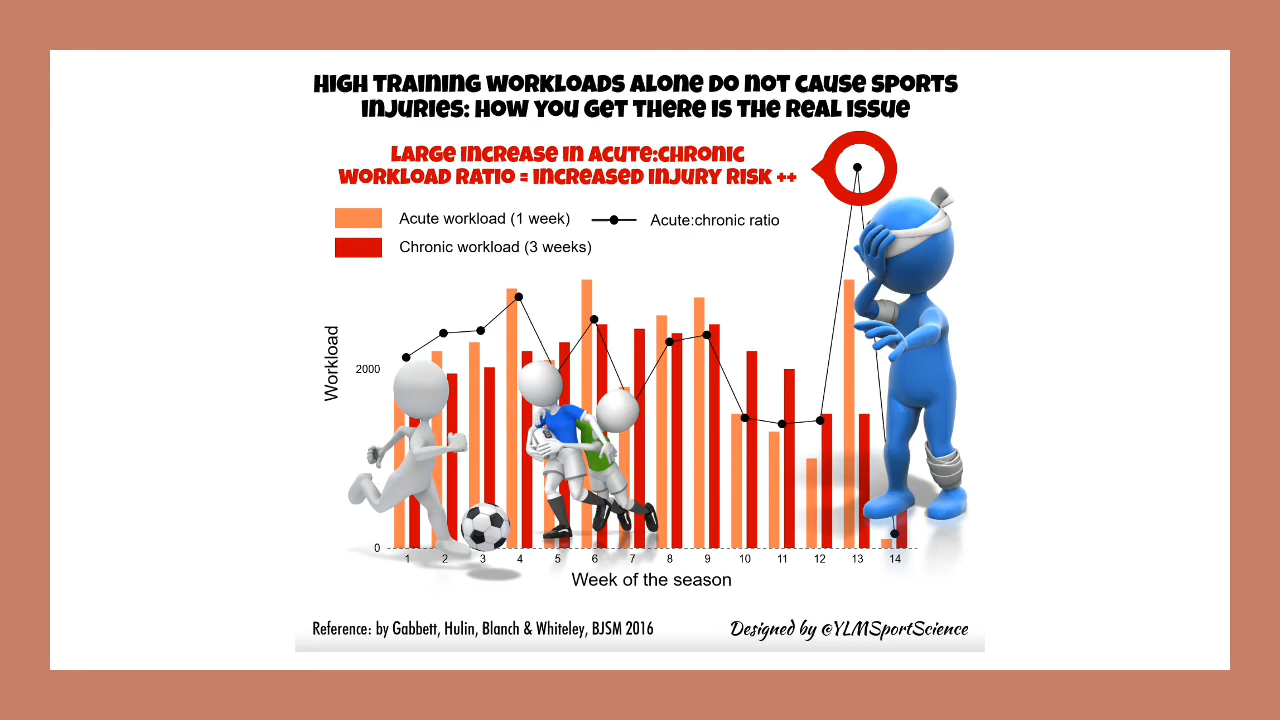 HIGH TRAINING WORKLOADS ALONE DO NOT CAUSE SPORTS
INJURIES: HOW YOU GET THERE IS THE REAL ISSUE
LARGE INCREASE IN ACUTE:CHRONIC
WORKLOAD RATIO = INCREASED INJURY RISK ++
Acute workload (1 week)
Acute:chronic ratio
Chronic workload (3 weeks)
Workload
2000
0
1 2 3 4 5 6 7 8 9 10 11 12 13 14
Week of the season
Reference: by Gabbett, Hulin, Blanch & Whiteley, BJSM 2016
Designed by @YLMSportScience